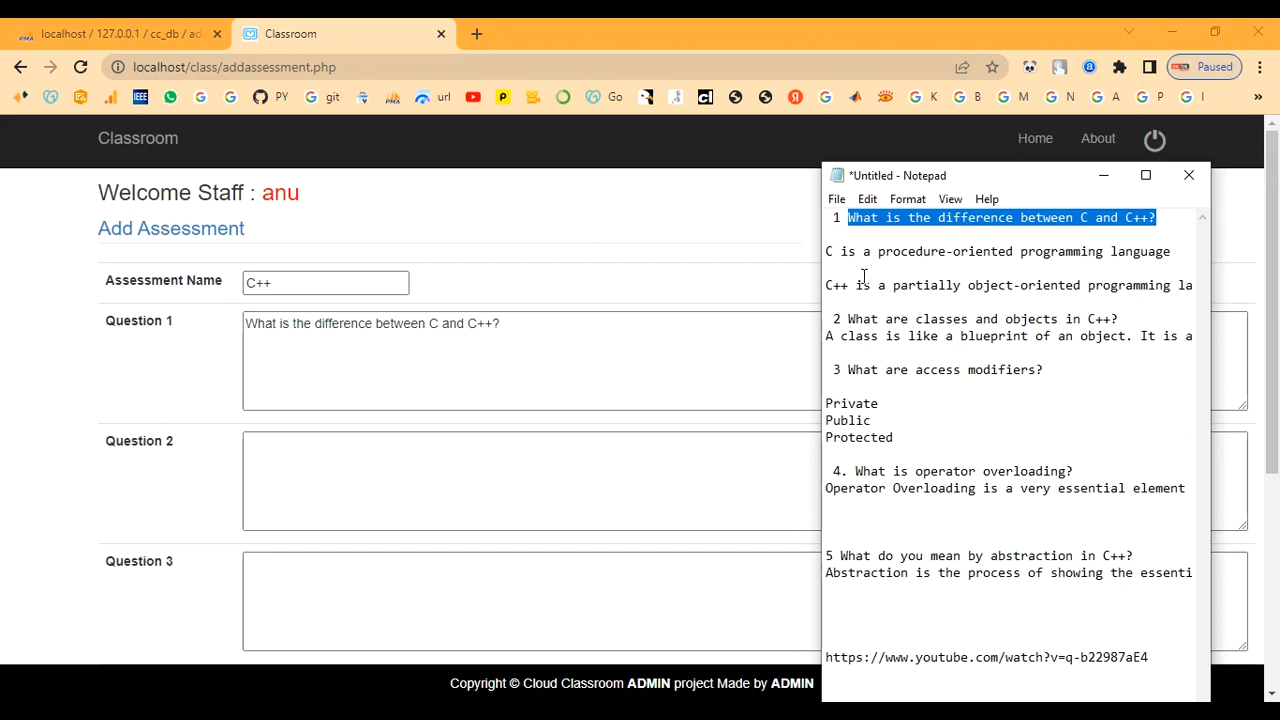 localhost / 127.0.0.1 / cc_db / ad
Classroom
localhost/class/addassessment.php
Paused
IEEE
PY
git
url
Go
K
B
M
N
A
P
I
»
Classroom
Home
About
Welcome Staff : anu
Add Assessment
Assessment Name
C++
Question 1
What is the difference between C and C++?
Question 2
Question 3
Copyright © Cloud Classroom ADMIN project Made by ADMIN
*Untitled - Notepad
File Edit Format View Help
1 What is the difference between C and C++?
C is a procedure-oriented programming language
C++ is a partially object-oriented programming la
2 What are classes and objects in C++?
A class is like a blueprint of an object. It is a
3 What are access modifiers?
Private
Public
Protected
4. What is operator overloading?
Operator Overloading is a very essential element
5 What do you mean by abstraction in C++?
Abstraction is the process of showing the essenti
https://www.youtube.com/watch?v=q-b22987aE4